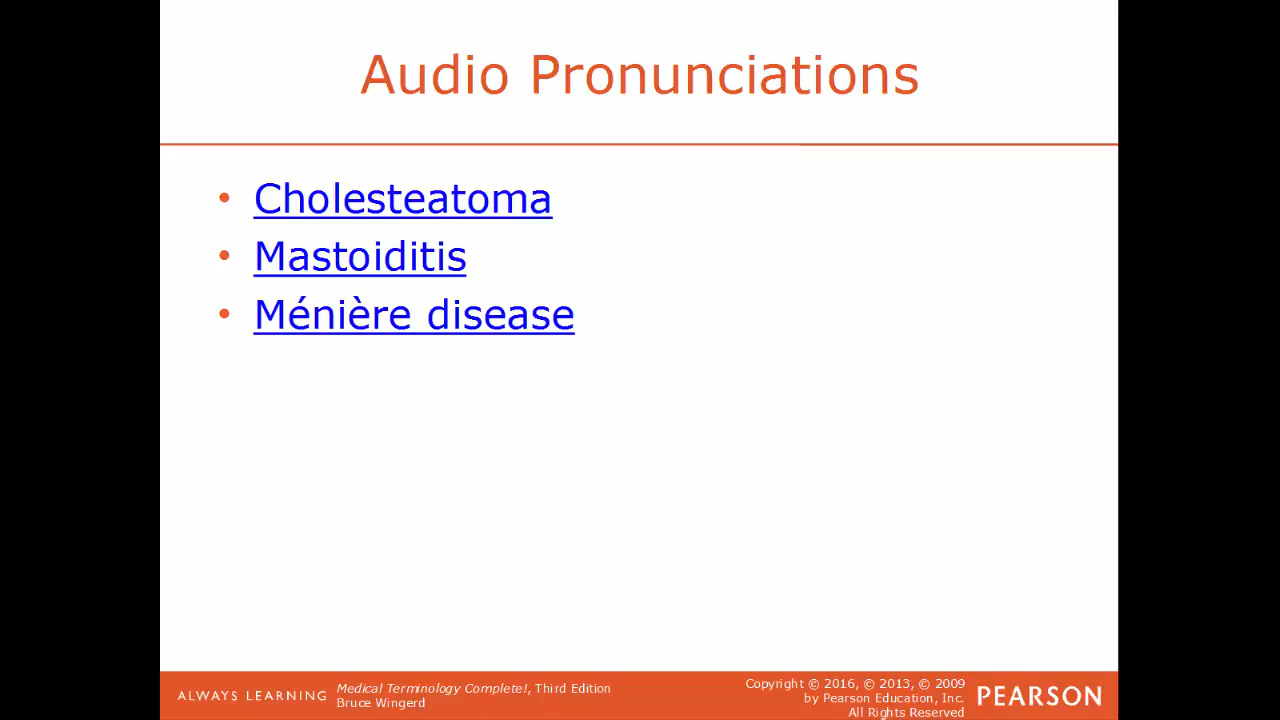 Audio Pronunciations
• Cholesteatoma
• Mastoiditis
• Ménière disease
ALWAYS LEARNING
Medical Terminology Complete!, Third Edition
Bruce Wingerd
Copyright © 2016, © 2013, © 2009
by Pearson Education, Inc.
All Rights Reserved
PEARSON